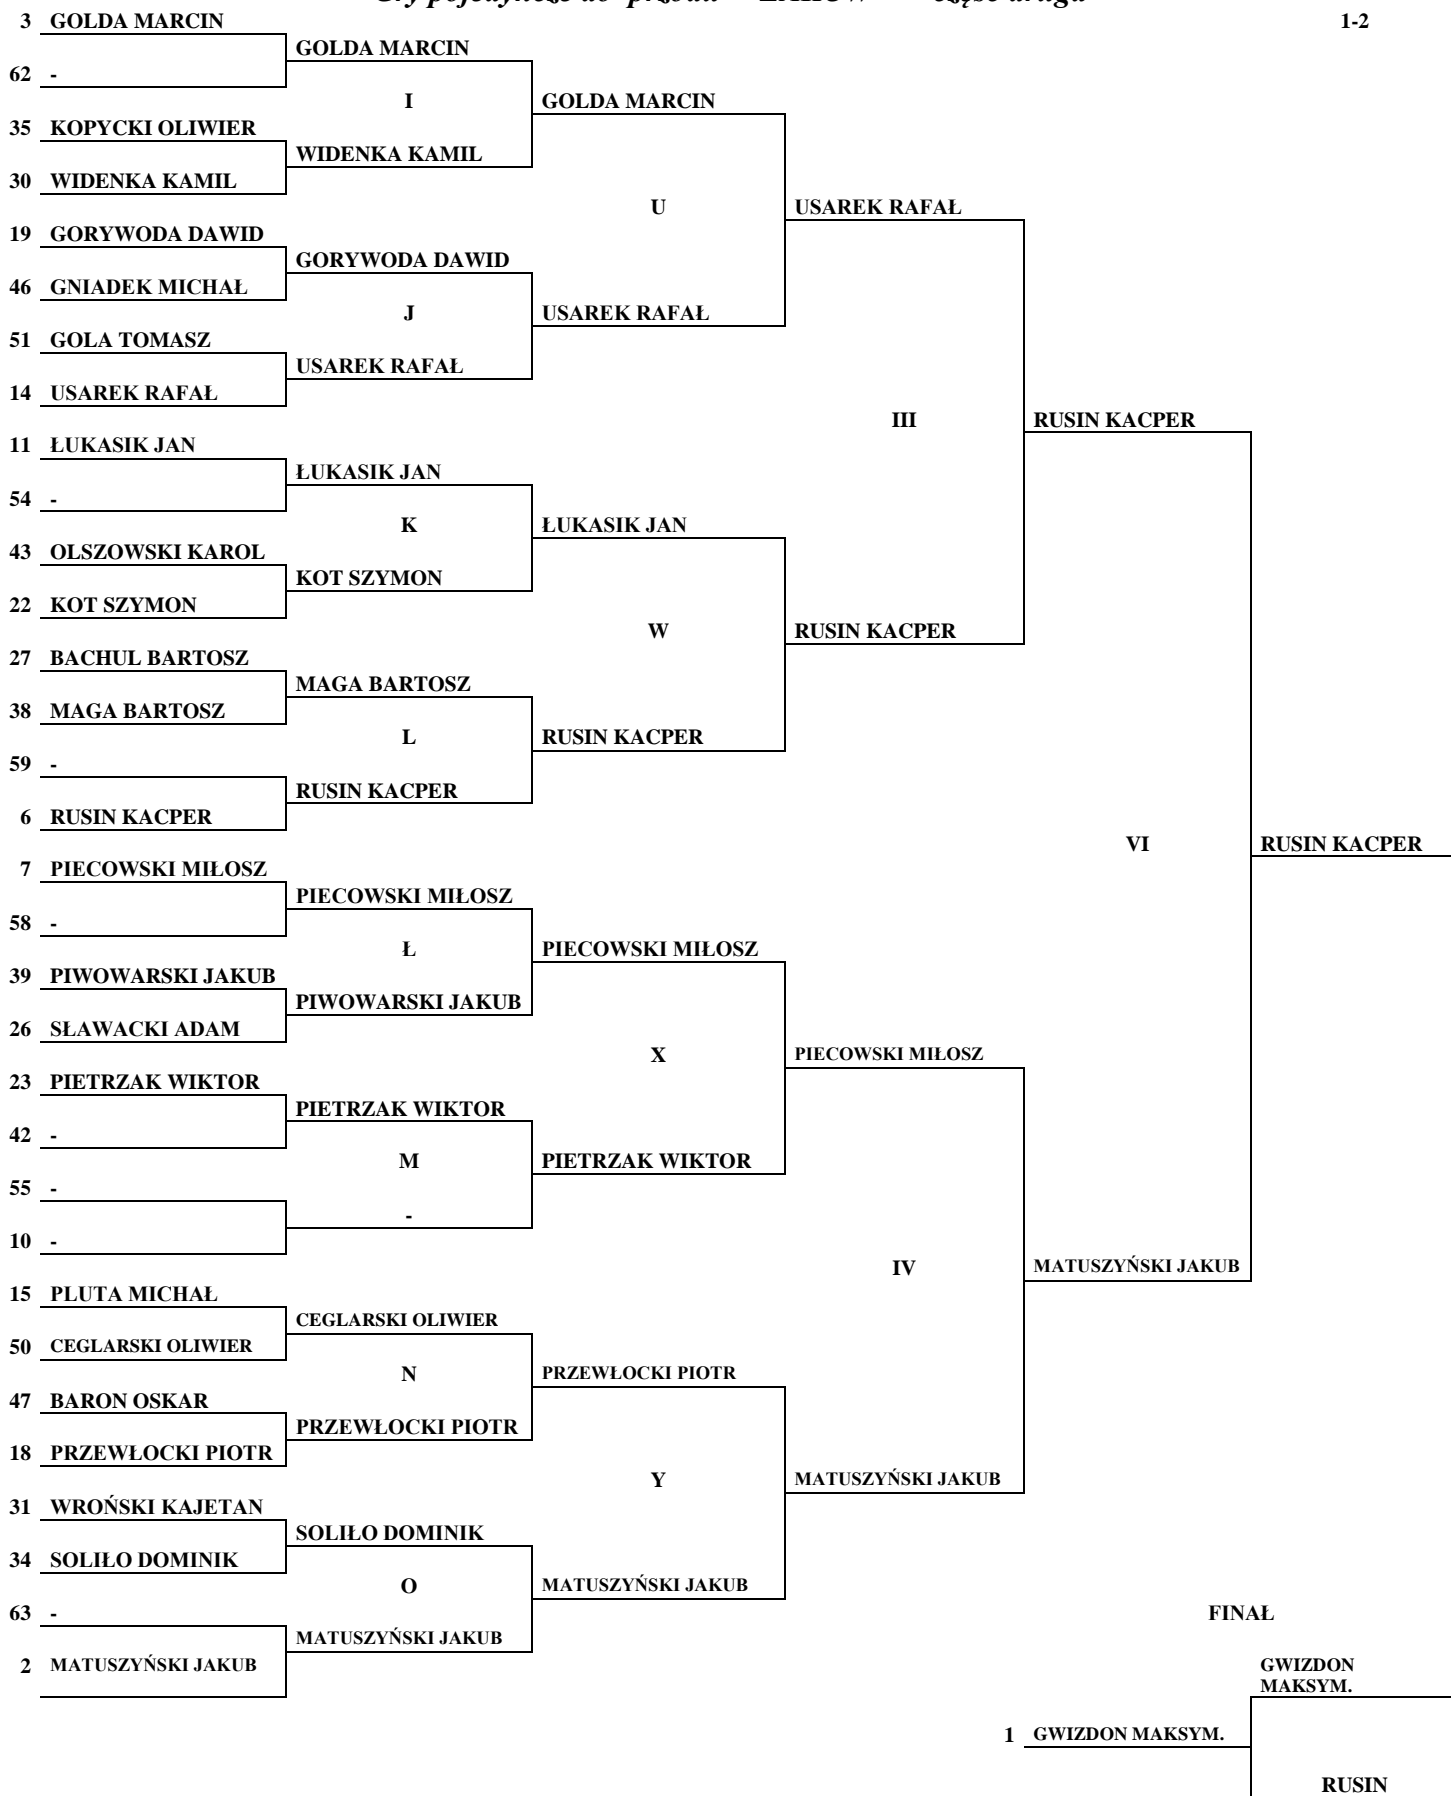 Gry pojedyncze do "przodu" - ŻAKÓW - część druga
1-2
3 GOLDA MARCIN
GOLDA MARCIN
62 -
I
GOLDA MARCIN
35 KOPYCKI OLIWIER
WIDENKA KAMIL
30 WIDENKA KAMIL
U
USAREK RAFAŁ
19 GORYWODA DAWID
GORYWODA DAWID
46 GNIADEK MICHAŁ
J
USAREK RAFAŁ
51 GOLA TOMASZ
USAREK RAFAŁ
14 USAREK RAFAŁ
III
RUSIN KACPER
11 ŁUKASIK JAN
ŁUKASIK JAN
54 -
K
ŁUKASIK JAN
43 OLSZOWSKI KAROL
KOT SZYMON
22 KOT SZYMON
W
RUSIN KACPER
27 BACHUL BARTOSZ
MAGA BARTOSZ
38 MAGA BARTOSZ
L
RUSIN KACPER
59 -
RUSIN KACPER
6 RUSIN KACPER
VI
RUSIN KACPER
7 PIECOWSKI MIŁOSZ
PIECOWSKI MIŁOSZ
58 -
Ł
PIECOWSKI MIŁOSZ
39 PIWOWARSKI JAKUB
PIWOWARSKI JAKUB
26 SŁAWACKI ADAM
X
PIECOWSKI MIŁOSZ
23 PIETRZAK WIKTOR
PIETRZAK WIKTOR
42 -
M
PIETRZAK WIKTOR
55 -
-
10 -
IV
MATUSZYŃSKI JAKUB
15 PLUTA MICHAŁ
CEGLARSKI OLIWIER
50 CEGLARSKI OLIWIER
N
PRZEWŁOCKI PIOTR
47 BARON OSKAR
PRZEWŁOCKI PIOTR
18 PRZEWŁOCKI PIOTR
Y
MATUSZYŃSKI JAKUB
31 WROŃSKI KAJETAN
SOLIŁO DOMINIK
34 SOLIŁO DOMINIK
O
MATUSZYŃSKI JAKUB
63 -
MATUSZYŃSKI JAKUB
2 MATUSZYŃSKI JAKUB
FINAŁ
GWIZDON
MAKSYM.
1 GWIZDON MAKSYM.
RUSIN